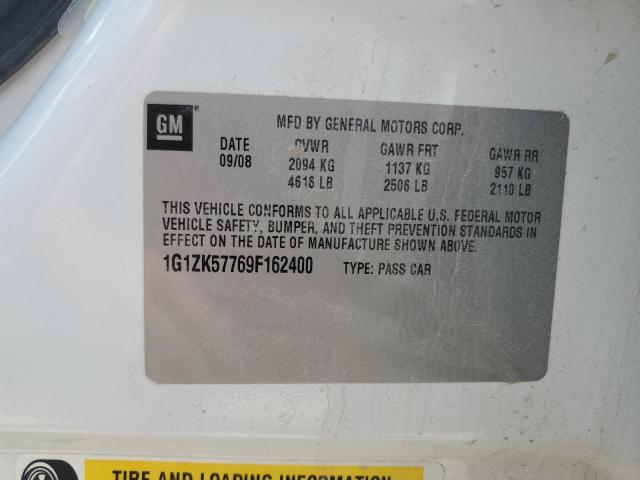 GM
MFD BY GENERAL MOTORS CORP.
DATE GVWR GAWR FRT GAWR RR
09/08 2094 KG 1137 KG 957 KG
4616 LB 2506 LB 2110 LB
THIS VEHICLE CONFORMS TO ALL APPLICABLE U.S. FEDERAL MOTOR
VEHICLE SAFETY, BUMPER, AND THEFT PREVENTION STANDARDS IN
EFFECT ON THE DATE OF MANUFACTURE SHOWN ABOVE.
1G1ZK57769F162400 TYPE: PASS CAR
TIRE AND LOADING INFORMATION